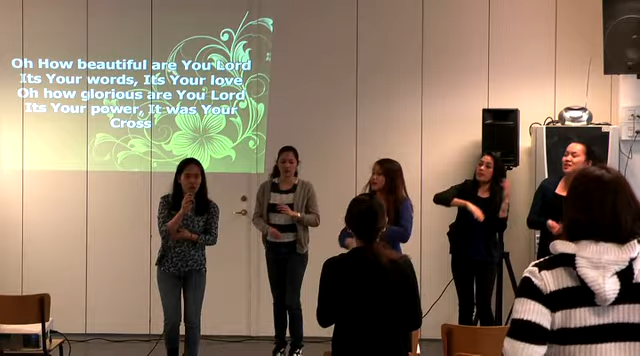 Oh How beautiful are You Lord
Its Your words, Its Your love
Oh how glorious are You Lord
Its Your power, It was Your
Cross